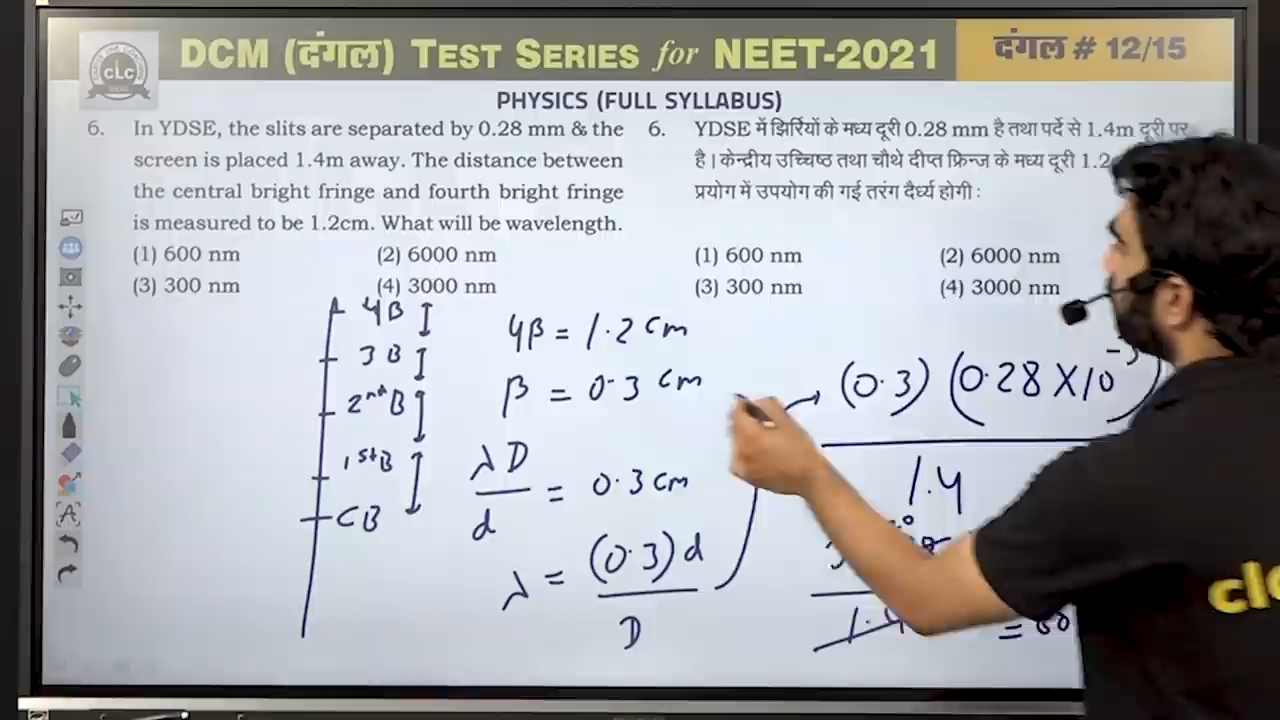 DCM (दंगल) TEST SERIES for NEET-2021
दंगल # 12/15
CLC
PHYSICS (FULL SYLLABUS)
6. In YDSE, the slits are separated by 0.28 mm & the
screen is placed 1.4m away. The distance between
the central bright fringe and fourth bright fringe
is measured to be 1.2cm. What will be wavelength.
(1) 600 nm (2) 6000 nm
(3) 300 nm (4) 3000 nm
6. YDSE में झिर्रियों के मध्य दूरी 0.28 mm है तथा पर्दे से 1.4m दूरी पर
है। केन्द्रीय उच्चिष्ठ तथा चौथे दीप्त फ्रिन्ज के मध्य दूरी 1.2
प्रयोग में उपयोग की गई तरंग दैर्ध्य होगी :
(1) 600 nm (2) 6000 nm
(3) 300 nm (4) 3000 nm
4B
3B
2nd B
1st B
CB
4β = 1.2 cm
β = 0.3 cm
λD
d
= 0.3 cm
λ = (0.3) d
D
(0.3) (0.28 X10
1.4